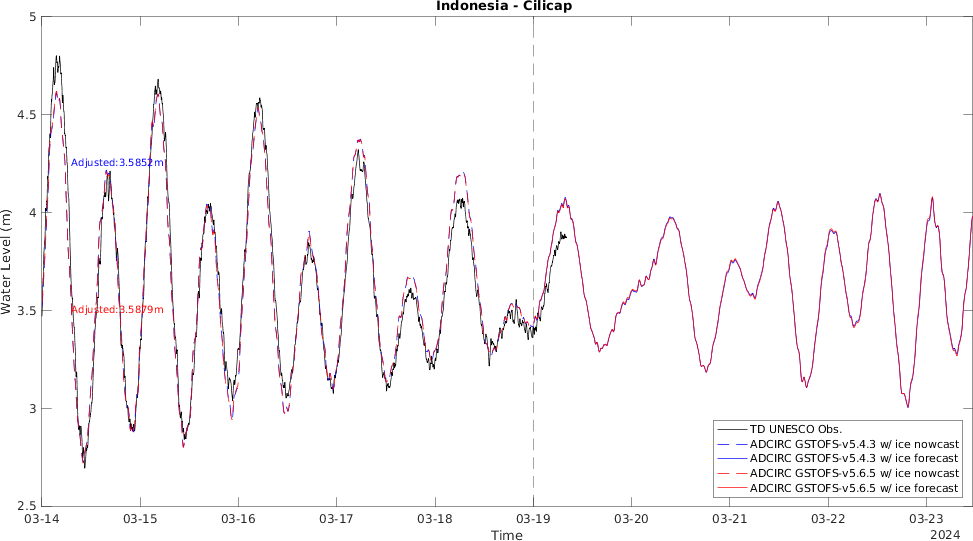 Indonesia - Cilicap
5
4.5
4
3.5
3
2.5
Water Level (m)
Adjusted:3.5852m
Adjusted:3.5879m
TD UNESCO Obs.
ADCIRC GSTOFS-v5.4.3 w/ ice nowcast
ADCIRC GSTOFS-v5.4.3 w/ ice forecast
ADCIRC GSTOFS-v5.6.5 w/ ice nowcast
ADCIRC GSTOFS-v5.6.5 w/ ice forecast
03-14 03-15 03-16 03-17 03-18 03-19 03-20 03-21 03-22 03-23
Time
2024